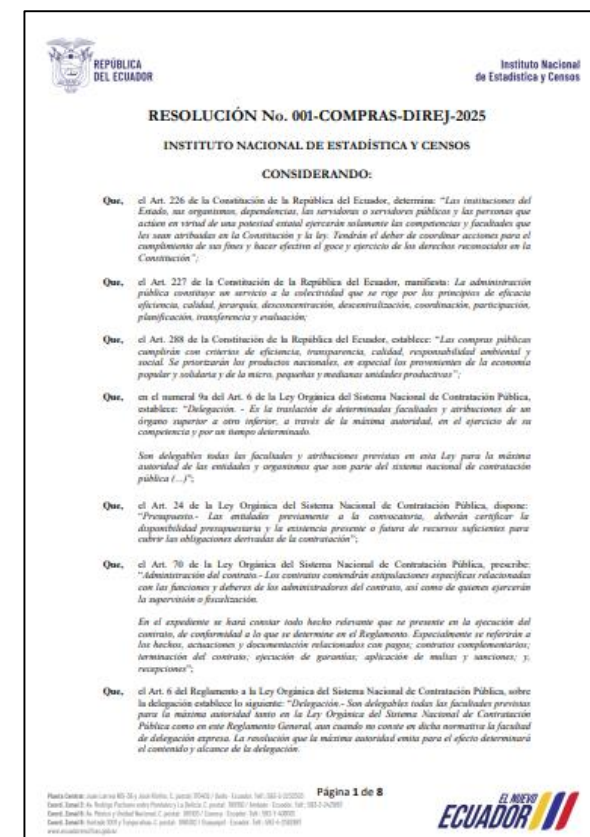 REPÚBLICA
DEL ECUADOR
Instituto Nacional
de Estadística y Censos
RESOLUCIÓN No. 001-COMPRAS-DIREJ-2025
INSTITUTO NACIONAL DE ESTADÍSTICA Y CENSOS
CONSIDERANDO:
Que, el Art. 226 de la Constitución de la República del Ecuador, determina: "Las instituciones del
Estado, sus organismos, dependencias, las servidoras o servidores públicos y las personas que
actúen en virtud de una potestad estatal ejercerán solamente las competencias y facultades que
les sean atribuidas en la Constitución y la ley. Tendrán el deber de coordinar acciones para el
cumplimiento de sus fines y hacer efectivo el goce y ejercicio de los derechos reconocidos en la
Constitución";
Que, el Art. 227 de la Constitución de la República del Ecuador, manifiesta: La administración
pública constituye un servicio a la colectividad que se rige por los principios de eficacia
eficiencia, calidad, jerarquía, desconcentración, descentralización, coordinación, participación,
planificación, transferencia y evaluación;
Que, el Art. 288 de la Constitución de la República del Ecuador, establece: "Las compras públicas
cumplirán con criterios de eficiencia, transparencia, calidad, responsabilidad ambiental y
social. Se priorizarán los productos nacionales, en especial los provenientes de la economía
popular y solidaria y de la micro, pequeñas y medianas unidades productivas";
Que, en el numeral 9a del Art. 6 de la Ley Orgánica del Sistema Nacional de Contratación Pública,
establece: "Delegación. - Es la traslación de determinadas facultades y atribuciones de un
órgano superior a otro inferior, a través de la máxima autoridad, en el ejercicio de su
competencia y por un tiempo determinado.
Son delegables todas las facultades y atribuciones previstas en esta Ley para la máxima
autoridad de las entidades y organismos que son parte del sistema nacional de contratación
pública (...)";
Que, el Art. 24 de la Ley Orgánica del Sistema Nacional de Contratación Pública, dispone:
"Presupuesto.- Las entidades previamente a la convocatoria, deberán certificar la
disponibilidad presupuestaria y la existencia presente o futura de recursos suficientes para
cubrir las obligaciones derivadas de la contratación";
Que, el Art. 70 de la Ley Orgánica del Sistema Nacional de Contratación Pública, prescribe:
"Administración del contrato.- Los contratos contendrán estipulaciones específicas relacionadas
con las funciones y deberes de los administradores del contrato, así como de quienes ejercerán
la supervisión o fiscalización.
En el expediente se hará constar todo hecho relevante que se presente en la ejecución del
contrato, de conformidad a lo que se determine en el Reglamento. Especialmente se referirán a
los hechos, actuaciones y documentación relacionados con pagos; contratos complementarios;
terminación del contrato; ejecución de garantías; aplicación de multas y sanciones; y,
recepciones";
Que, el Art. 6 del Reglamento a la Ley Orgánica del Sistema Nacional de Contratación Pública, sobre
la delegación establece lo siguiente: "Delegación.- Son delegables todas las facultades previstas
para la máxima autoridad tanto en la Ley Orgánica del Sistema Nacional de Contratación
Pública como en este Reglamento General, aun cuando no conste en dicha normativa la facultad
de delegación expresa. La resolución que la máxima autoridad emita para el efecto determinará
el contenido y alcance de la delegación.
Página 1 de 8
EL NUEVO
ECUADOR